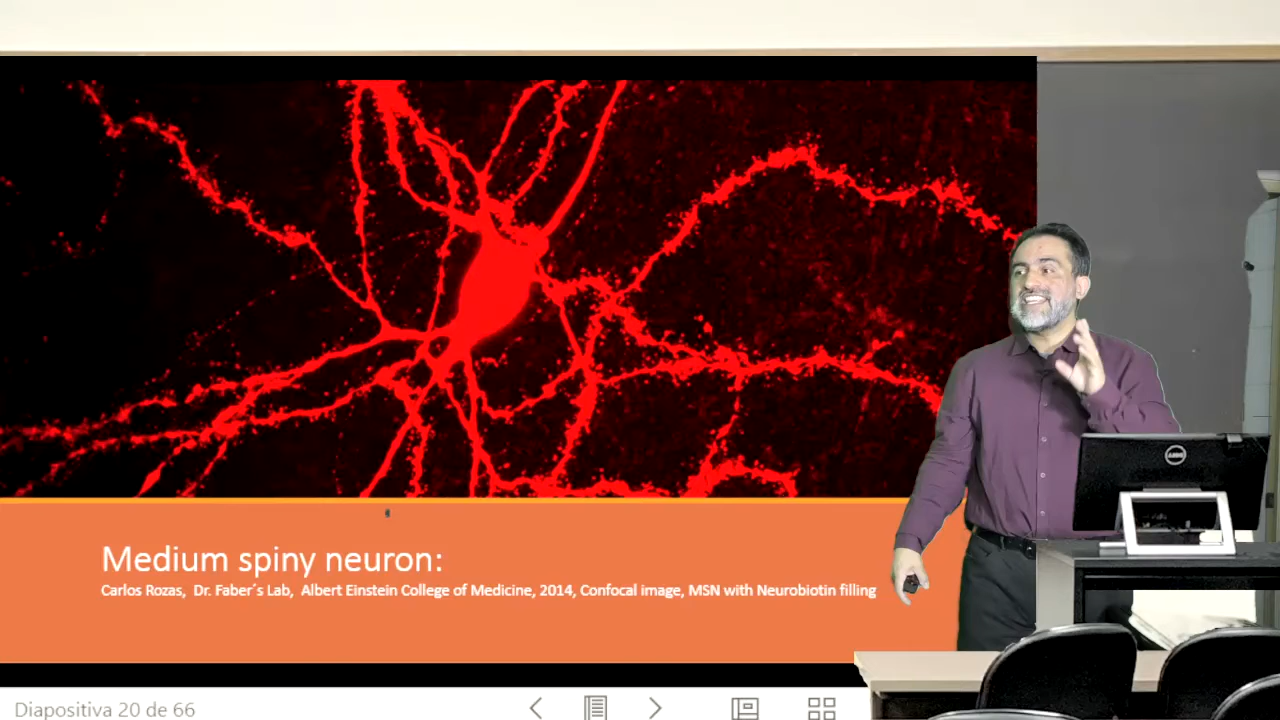 Medium spiny neuron:
Carlos Rozas, Dr. Faber´s Lab, Albert Einstein College of Medicine, 2014, Confocal image, MSN with Neurobiotin filling
Diapositiva 20 de 66
DELL